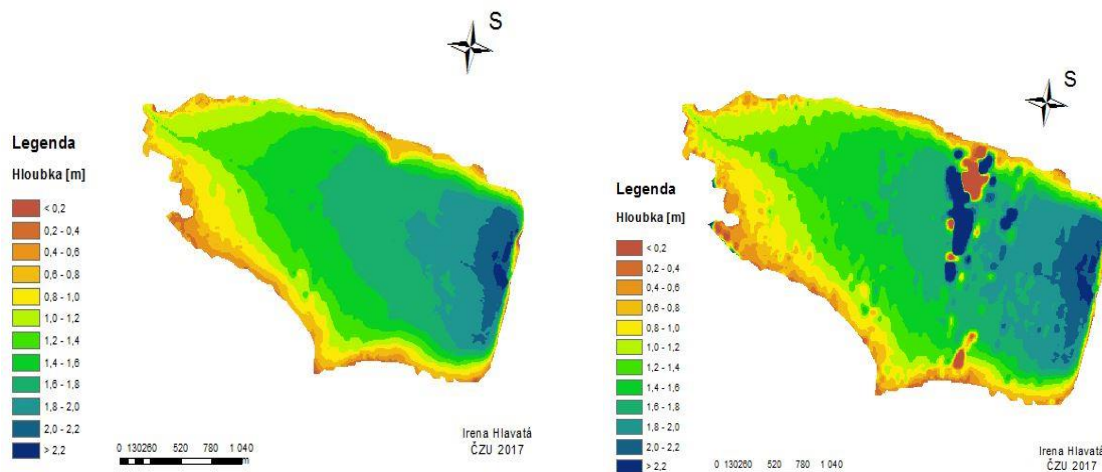 S
Legenda
Hloubka [m]
< 0,2
0,2 - 0,4
0,4 - 0,6
0,6 - 0,8
0,8 - 1,0
1,0 - 1,2
1,2 - 1,4
1,4 - 1,6
1,6 - 1,8
1,8 - 2,0
2,0 - 2,2
> 2,2
0 130260 520 780 1 040
m
Irena Hlavatá
ČZU 2017
S
Legenda
Hloubka [m]
< 0,2
0,2 - 0,4
0,4 - 0,6
0,6 - 0,8
0,8 - 1,0
1,0 - 1,2
1,2 - 1,4
1,4 - 1,6
1,6 - 1,8
1,8 - 2,0
2,0 - 2,2
> 2,2
0 130260 520 780 1 040
Irena Hlavatá
ČZU 2017